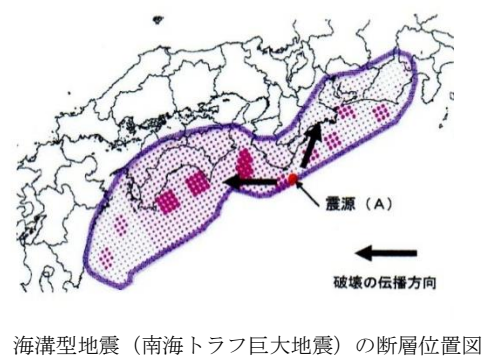 震源（A）
破壊の伝播方向
海溝型地震（南海トラフ巨大地震）の断層位置図